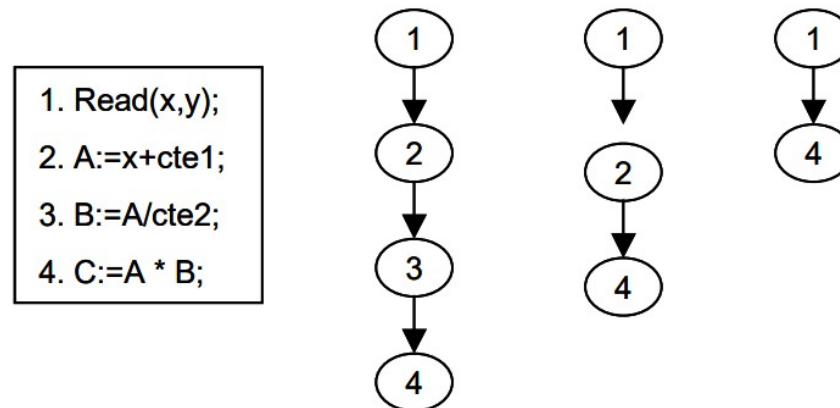 1. Read(x,y);
2. A:=x+cte1;
3. B:=A/cte2;
4. C:=A * B;
1
2
3
4
1
2
4
1
4